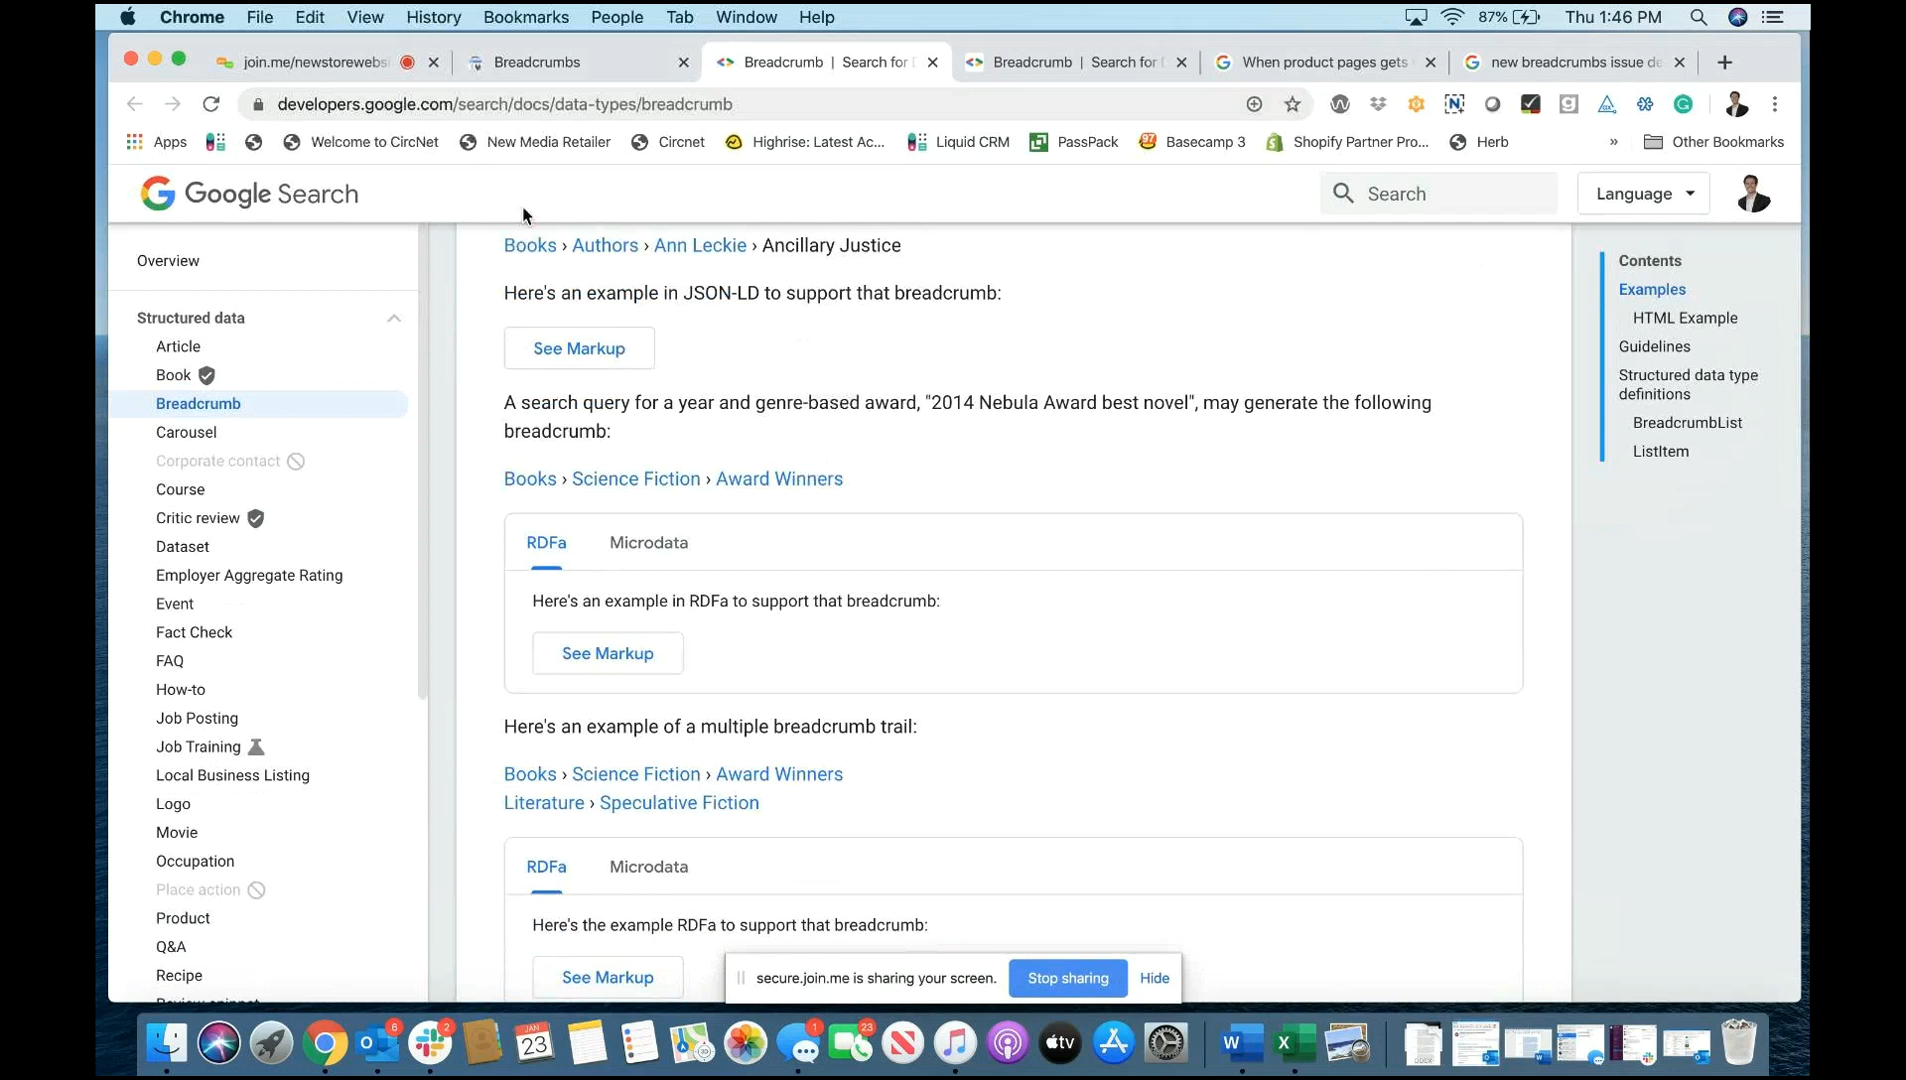 Chrome File Edit View History Bookmarks People Tab Window Help 87% Thu 1:46 PM
join.me/newstorewebs Breadcrumbs Breadcrumb | Search for D Breadcrumb | Search for D When product pages gets new breadcrumbs issue de
developers.google.com/search/docs/data-types/breadcrumb
Apps Welcome to CircNet New Media Retailer Circnet Highrise: Latest Ac... Liquid CRM PassPack Basecamp 3 Shopify Partner Pro... Herb » Other Bookmarks
Google Search Search Language
Overview
Structured data
Article
Book
Breadcrumb
Carousel
Corporate contact
Course
Critic review
Dataset
Employer Aggregate Rating
Event
Fact Check
FAQ
How-to
Job Posting
Job Training
Local Business Listing
Logo
Movie
Occupation
Place action
Product
Q&A
Recipe
Review snippet
Books › Authors › Ann Leckie › Ancillary Justice
Here's an example in JSON-LD to support that breadcrumb:
See Markup
A search query for a year and genre-based award, "2014 Nebula Award best novel", may generate the following
breadcrumb:
Books › Science Fiction › Award Winners
RDFa Microdata
Here's an example in RDFa to support that breadcrumb:
See Markup
Here's an example of a multiple breadcrumb trail:
Books › Science Fiction › Award Winners
Literature › Speculative Fiction
RDFa Microdata
Here's the example RDFa to support that breadcrumb:
See Markup
Contents
Examples
HTML Example
Guidelines
Structured data type
definitions
BreadcrumbList
ListItem
secure.join.me is sharing your screen. Stop sharing Hide
6 2 JAN 23 1 23 tv